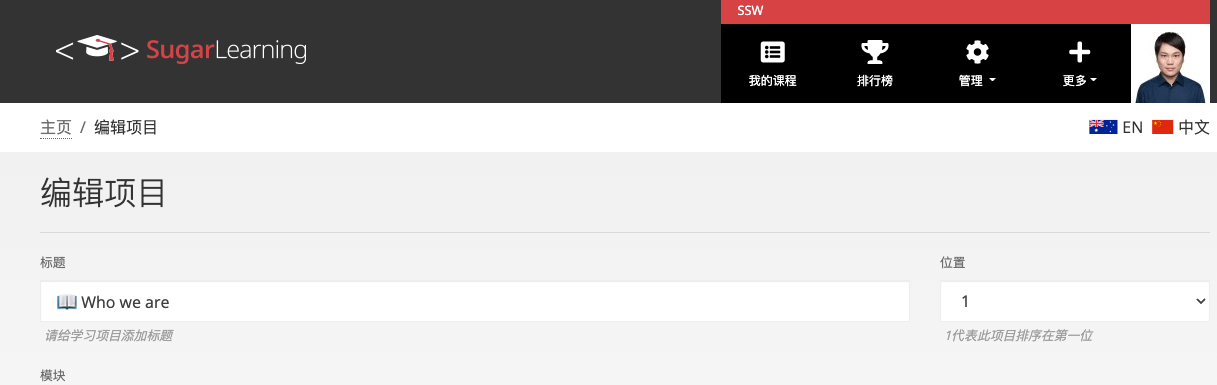 SSW
<🎓> SugarLearning
我的课程 排行榜 管理 更多
主页 / 编辑项目 EN 中文
编辑项目
标题 位置
📖 Who we are 1
请给学习项目添加标题 1代表此项目排序在第一位
模块